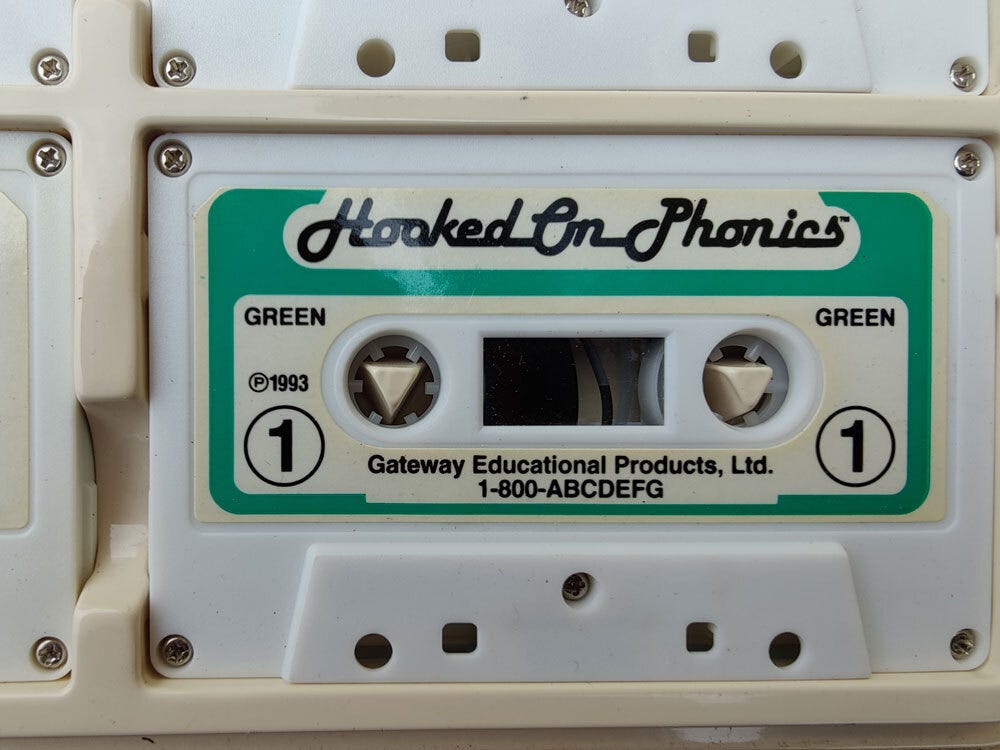 Hooked On Phonics™
GREEN GREEN
℗1993
1 1
Gateway Educational Products, Ltd.
1-800-ABCDEFG